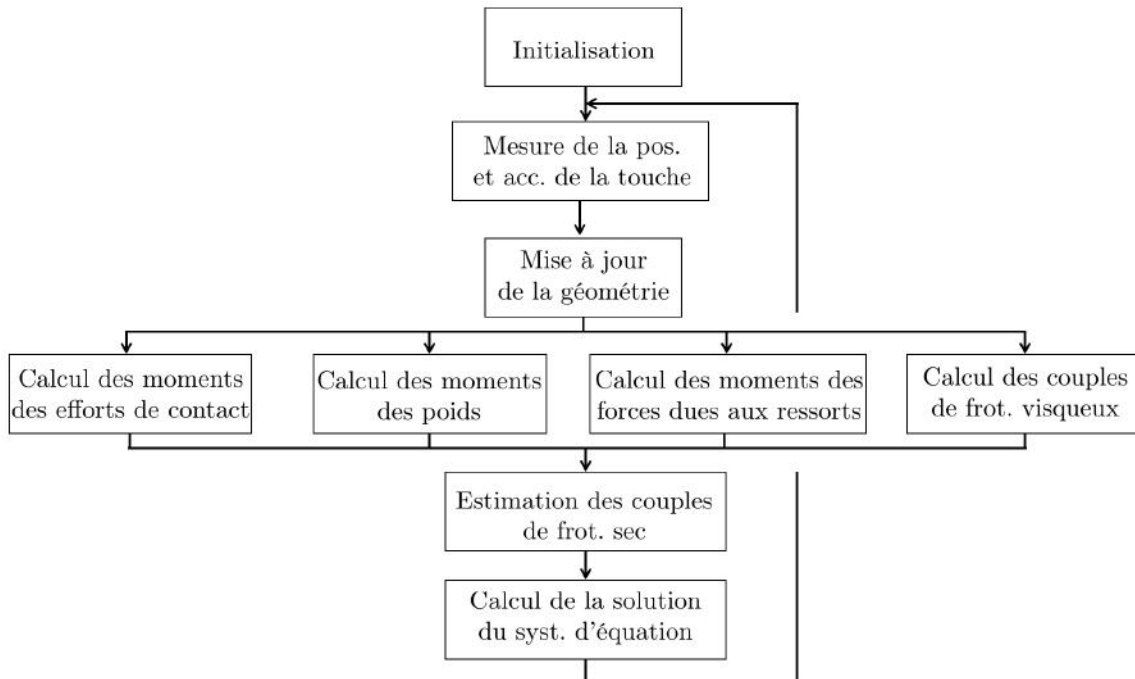 Initialisation
Mesure de la pos.
et acc. de la touche
Mise à jour
de la géométrie
Calcul des moments
des efforts de contact
Calcul des moments
des poids
Calcul des moments des
forces dues aux ressorts
Calcul des couples
de frot. visqueux
Estimation des couples
de frot. sec
Calcul de la solution
du syst. d'équation